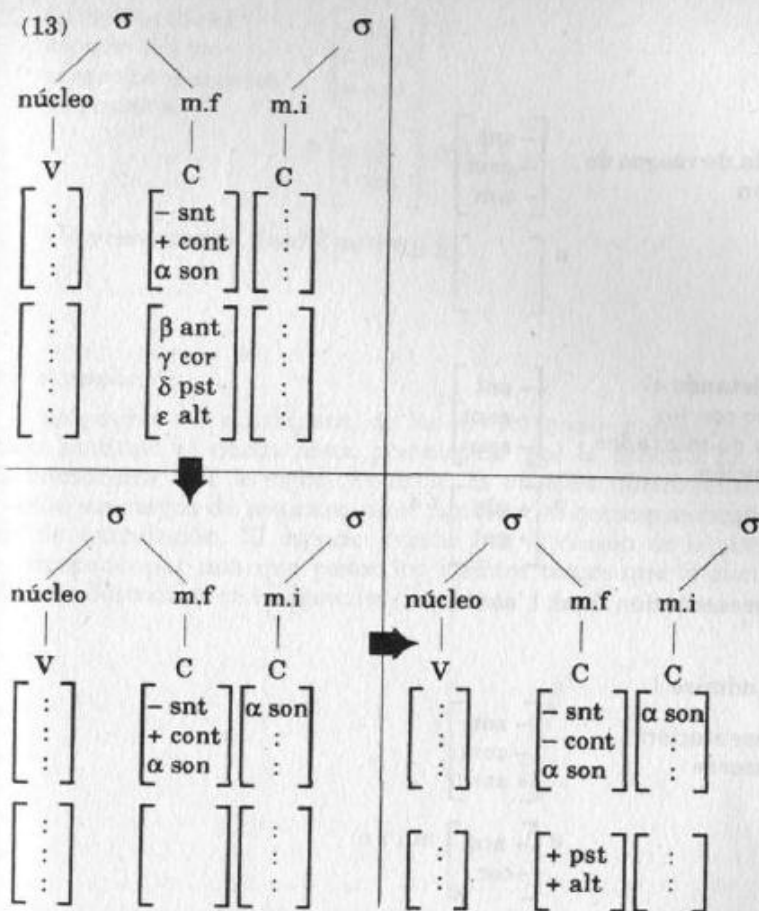 (13) σ σ
núcleo m.f m.i
V C C
[ : : ] [ − snt + cont α son ] [ : : ]
[ : : ] [ β ant γ cor δ pst ε alt ] [ : : ]
σ σ
núcleo m.f m.i
V C C
[ : : ] [ − snt + cont α son ] [ α son : ]
[ : : ] [ ] [ : : ]
σ σ
núcleo m.f m.i
V C C
[ : : ] [ − snt − cont α son ] [ α son : ]
[ : : ] [ + pst + alt ] [ : : ]